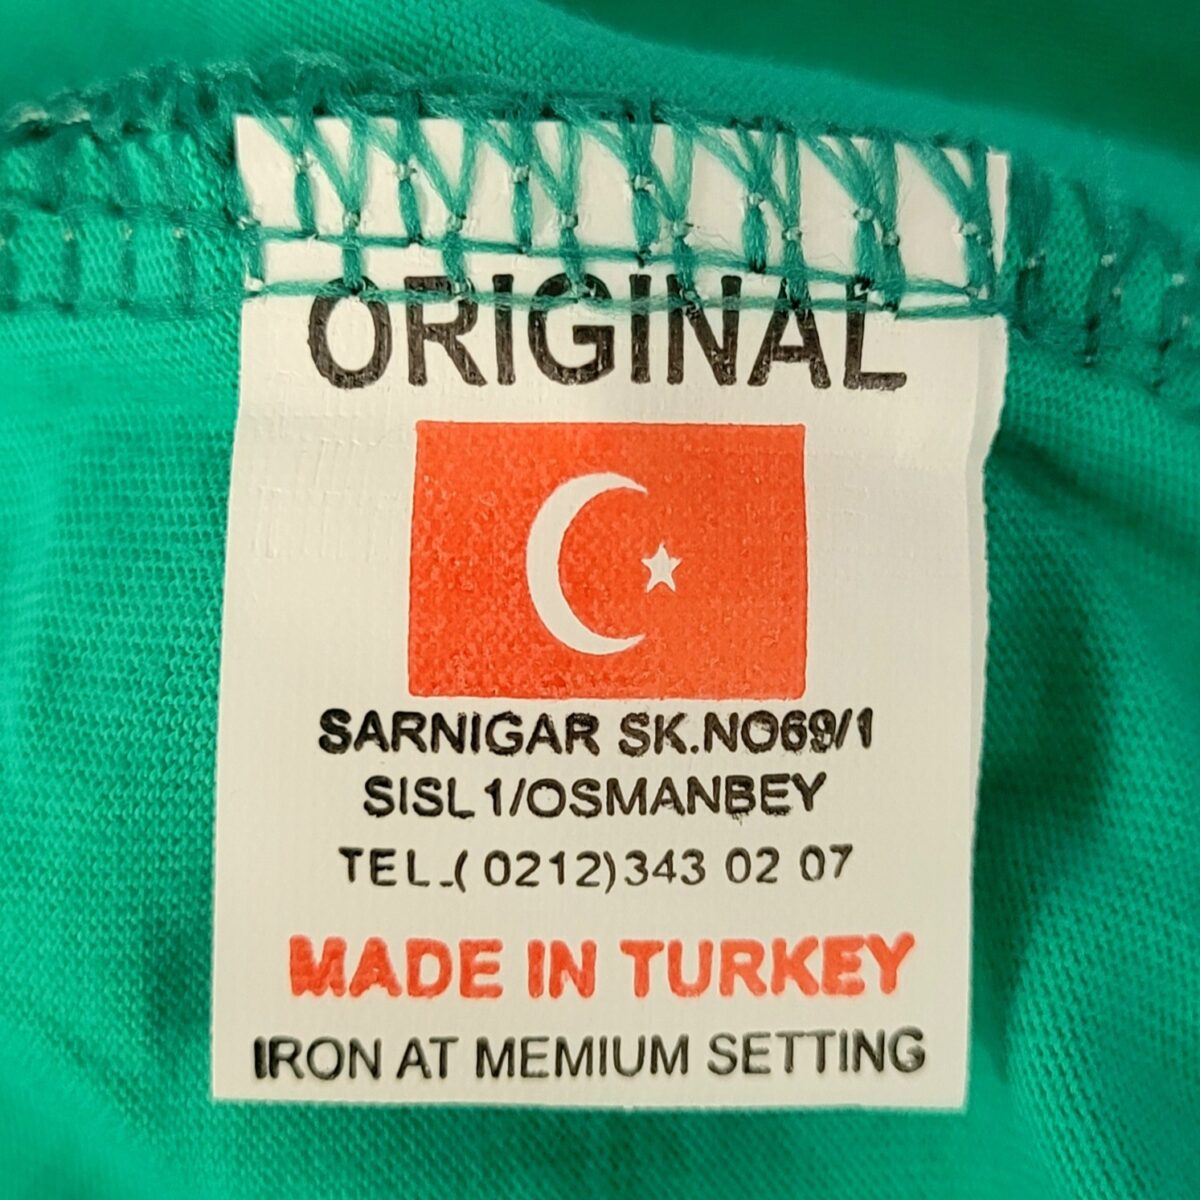 ORIGINAL
SARNIGAR SK.NO69/1
SISL1/OSMANBEY
TEL.(0212)343 02 07
MADE IN TURKEY
IRON AT MEMIUM SETTING